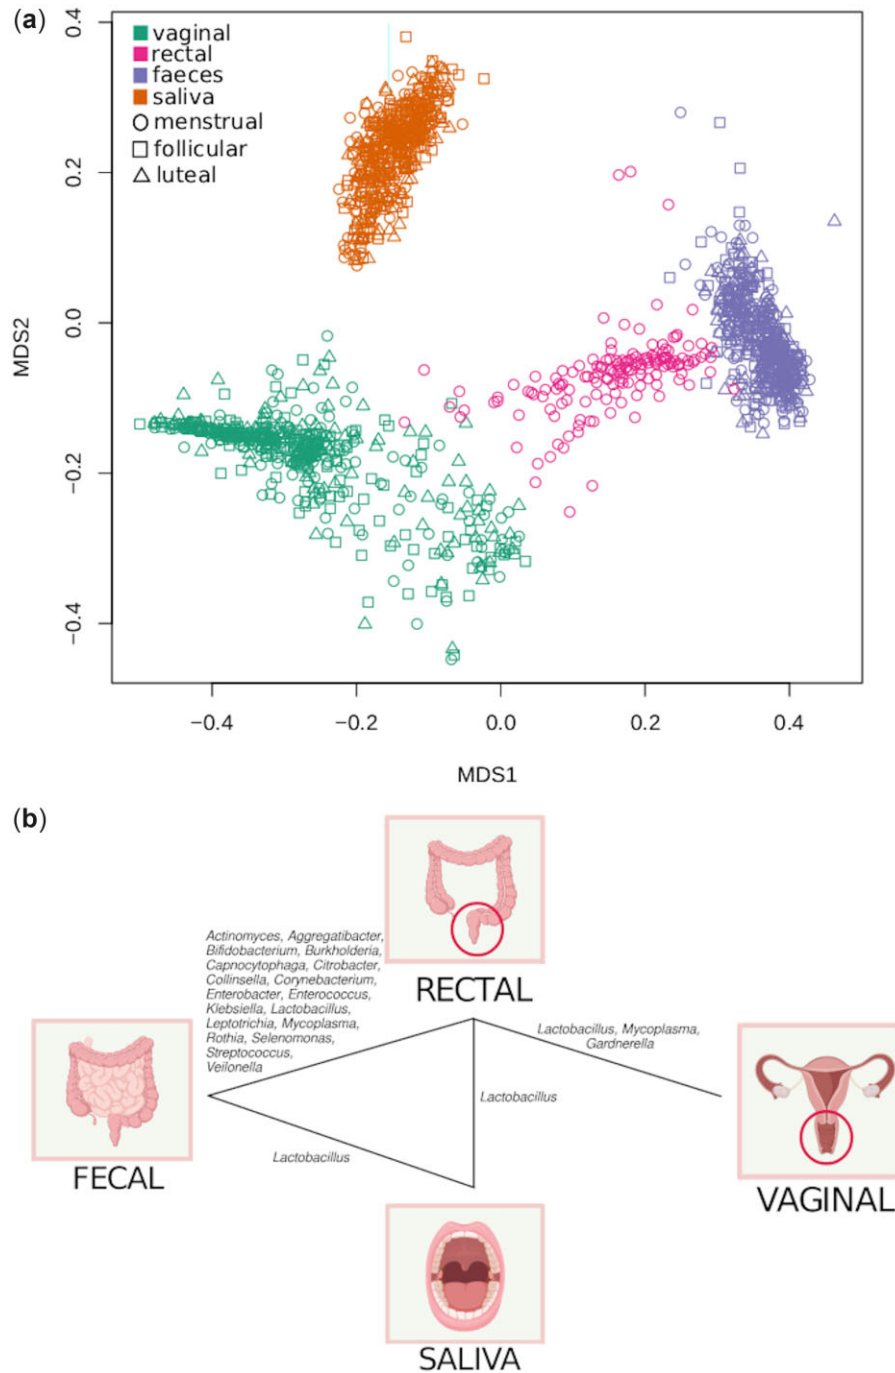 (a)
vaginal
rectal
faeces
saliva
menstrual
follicular
luteal
MDS2
0.4
0.2
0.0
−0.2
−0.4
−0.4
−0.2
0.0
0.2
0.4
MDS1
(b)
Actinomyces, Aggregatibacter,
Bifidobacterium, Burkholderia,
Capnocytophaga, Citrobacter,
Collinsella, Corynebacterium,
Enterobacter, Enterococcus,
Klebsiella, Lactobacillus,
Leptotrichia, Mycoplasma,
Rothia, Selenomonas,
Streptococcus,
Veilonella
RECTAL
Lactobacillus, Mycoplasma,
Gardnerella
Lactobacillus
Lactobacillus
FECAL
VAGINAL
SALIVA